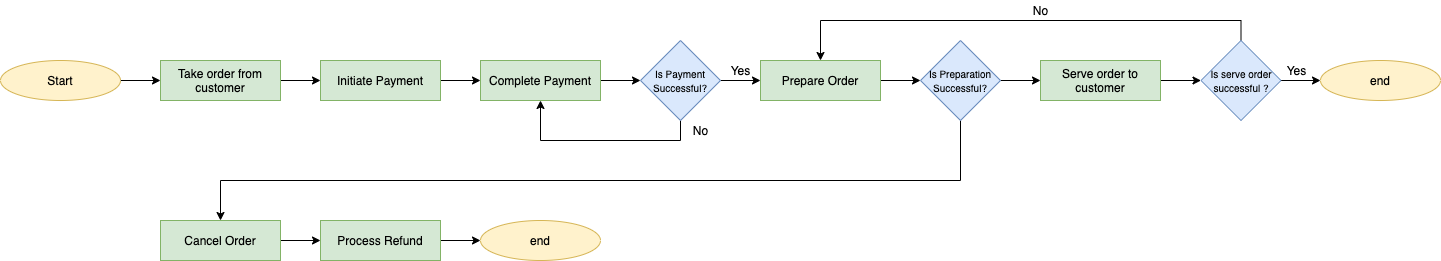 No
Start
Take order from
customer
Initiate Payment
Complete Payment
Is Payment
Successful?
Yes
No
Prepare Order
Is Preparation
Successful?
Serve order to
customer
Is serve order
successful ?
Yes
end
Cancel Order
Process Refund
end